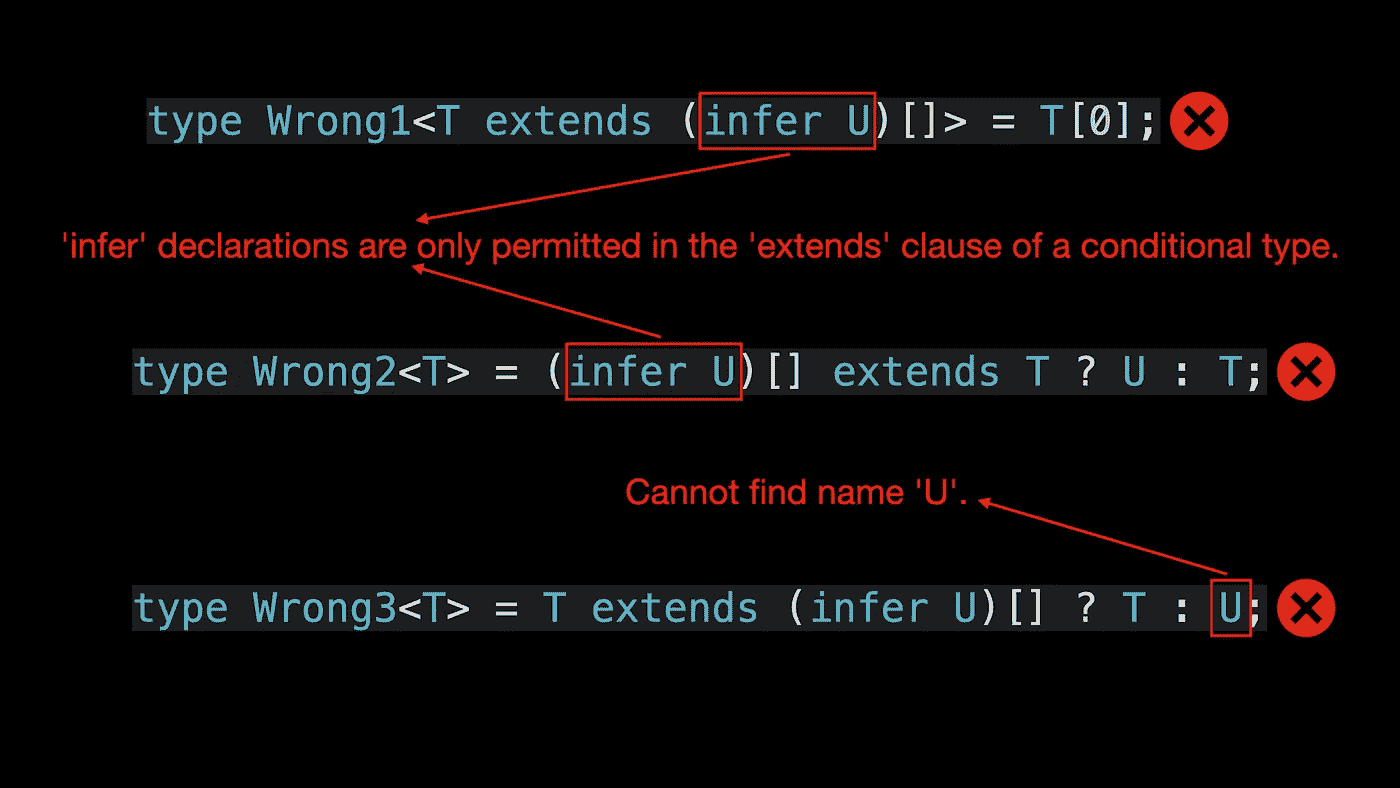 type Wrong1<T extends (infer U)[]> = T[0];
'infer' declarations are only permitted in the 'extends' clause of a conditional type.
type Wrong2<T> = (infer U)[] extends T ? U : T;
Cannot find name 'U'.
type Wrong3<T> = T extends (infer U)[] ? T : U;